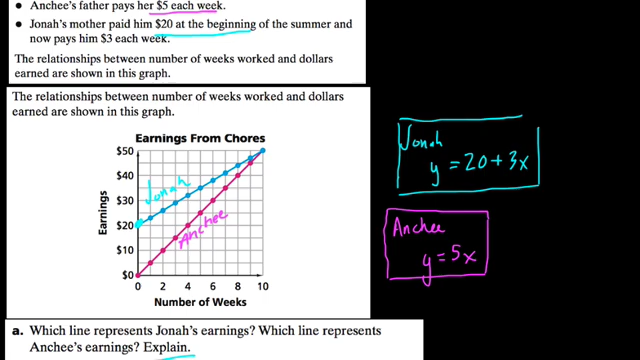 • Anchee's father pays her $5 each week.
• Jonah's mother paid him $20 at the beginning
of the summer and
now pays him $3 each week.
The relationships between number of weeks worked and dollars
earned are shown in this graph.
The relationships between number of weeks worked and dollars
earned are shown in this graph.
Earnings From Chores
$50
$40
$30
$20
$10
$0
Earnings
Jonah
Anchee
0 2 4 6 8 10
Number of Weeks
a. Which line represents Jonah's earnings? Which line represents
Anchee's earnings? Explain.
Jonah
y = 20 + 3x
Anchee
y = 5x